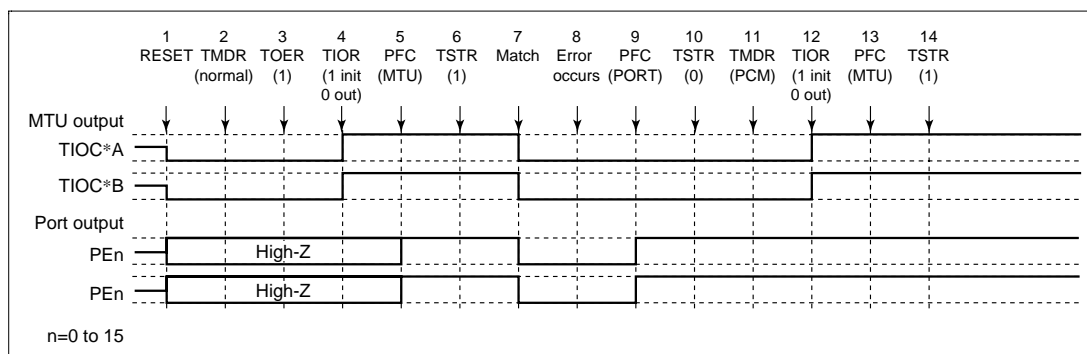 1 2 3 4 5 6 7 8 9 10 11 12 13 14
RESET TMDR TOER TIOR PFC TSTR Match Error PFC TSTR TMDR TIOR PFC TSTR
(normal) (1) (1 init (MTU) (1) occurs (PORT) (0) (PCM) (1 init (MTU) (1)
0 out) 0 out)
MTU output
TIOC*A
TIOC*B
Port output
PEn High-Z
PEn High-Z
n=0 to 15